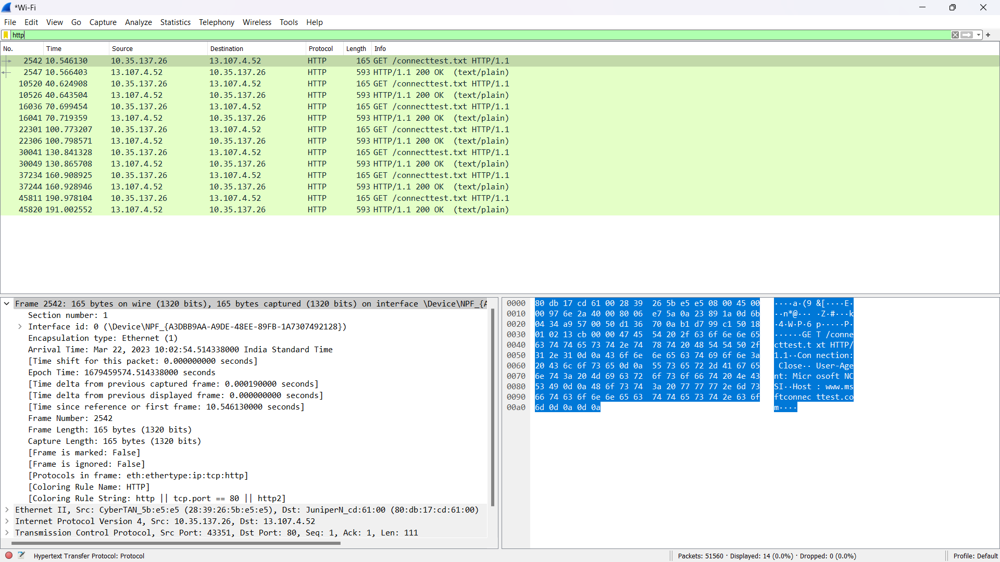 *Wi-Fi
File Edit View Go Capture Analyze Statistics Telephony Wireless Tools Help
http
No. Time Source Destination Protocol Length Info
2542 10.546130 10.35.137.26 13.107.4.52 HTTP 165 GET /connecttest.txt HTTP/1.1
2547 10.566403 13.107.4.52 10.35.137.26 HTTP 593 HTTP/1.1 200 OK (text/plain)
10520 40.624908 10.35.137.26 13.107.4.52 HTTP 165 GET /connecttest.txt HTTP/1.1
10526 40.643504 13.107.4.52 10.35.137.26 HTTP 593 HTTP/1.1 200 OK (text/plain)
16036 70.699454 10.35.137.26 13.107.4.52 HTTP 165 GET /connecttest.txt HTTP/1.1
16041 70.719359 13.107.4.52 10.35.137.26 HTTP 593 HTTP/1.1 200 OK (text/plain)
22301 100.773207 10.35.137.26 13.107.4.52 HTTP 165 GET /connecttest.txt HTTP/1.1
22306 100.798571 13.107.4.52 10.35.137.26 HTTP 593 HTTP/1.1 200 OK (text/plain)
30041 130.841328 10.35.137.26 13.107.4.52 HTTP 165 GET /connecttest.txt HTTP/1.1
30049 130.865708 13.107.4.52 10.35.137.26 HTTP 593 HTTP/1.1 200 OK (text/plain)
37234 160.908925 10.35.137.26 13.107.4.52 HTTP 165 GET /connecttest.txt HTTP/1.1
37244 160.928946 13.107.4.52 10.35.137.26 HTTP 593 HTTP/1.1 200 OK (text/plain)
45811 190.978104 10.35.137.26 13.107.4.52 HTTP 165 GET /connecttest.txt HTTP/1.1
45820 191.002552 13.107.4.52 10.35.137.26 HTTP 593 HTTP/1.1 200 OK (text/plain)
Frame 2542: 165 bytes on wire (1320 bits), 165 bytes captured (1320 bits) on interface \Device\NPF_{A
Section number: 1
Interface id: 0 (\Device\NPF_{A3DBB9AA-A9DE-48EE-89FB-1A7307492128})
Encapsulation type: Ethernet (1)
Arrival Time: Mar 22, 2023 10:02:54.514338000 India Standard Time
[Time shift for this packet: 0.000000000 seconds]
Epoch Time: 1679459574.514338000 seconds
[Time delta from previous captured frame: 0.000190000 seconds]
[Time delta from previous displayed frame: 0.000000000 seconds]
[Time since reference or first frame: 10.546130000 seconds]
Frame Number: 2542
Frame Length: 165 bytes (1320 bits)
Capture Length: 165 bytes (1320 bits)
[Frame is marked: False]
[Frame is ignored: False]
[Protocols in frame: eth:ethertype:ip:tcp:http]
[Coloring Rule Name: HTTP]
[Coloring Rule String: http || tcp.port == 80 || http2]
Ethernet II, Src: CyberTAN_5b:e5:e5 (28:39:26:5b:e5:e5), Dst: JuniperN_cd:61:00 (80:db:17:cd:61:00)
Internet Protocol Version 4, Src: 10.35.137.26, Dst: 13.107.4.52
Transmission Control Protocol, Src Port: 43351, Dst Port: 80, Seq: 1, Ack: 1, Len: 111
0000 80 db 17 cd 61 00 28 39 26 5b e5 e5 08 00 45 00 ····a·(9 &[····E·
0010 00 97 6e 2a 40 00 80 06 e7 5a 0a 23 89 1a 0d 6b ··n*@··· ·Z·#···k
0020 04 34 a9 57 00 50 d1 36 70 0a b1 d7 99 c1 50 18 ·4·W·P·6 p·····P·
0030 01 02 13 cb 00 00 47 45 54 20 2f 63 6f 6e 6e 65 ······GE T /conne
0040 63 74 74 65 73 74 2e 74 78 74 20 48 54 54 50 2f cttest.t xt HTTP/
0050 31 2e 31 0d 0a 43 6f 6e 6e 65 63 74 69 6f 6e 3a 1.1··Con nection:
0060 20 43 6c 6f 73 65 0d 0a 55 73 65 72 2d 41 67 65 Close·· User-Age
0070 6e 74 3a 20 4d 69 63 72 6f 73 6f 66 74 20 4e 43 nt: Micr osoft NC
0080 53 49 0d 0a 48 6f 73 74 3a 20 77 77 77 2e 6d 73 SI··Host : www.ms
0090 66 74 63 6f 6e 6e 65 63 74 74 65 73 74 2e 63 6f ftconnec ttest.co
00a0 6d 0d 0a 0d 0a m····
Hypertext Transfer Protocol: Protocol
Packets: 51560 · Displayed: 14 (0.0%) · Dropped: 0 (0.0%)
Profile: Default